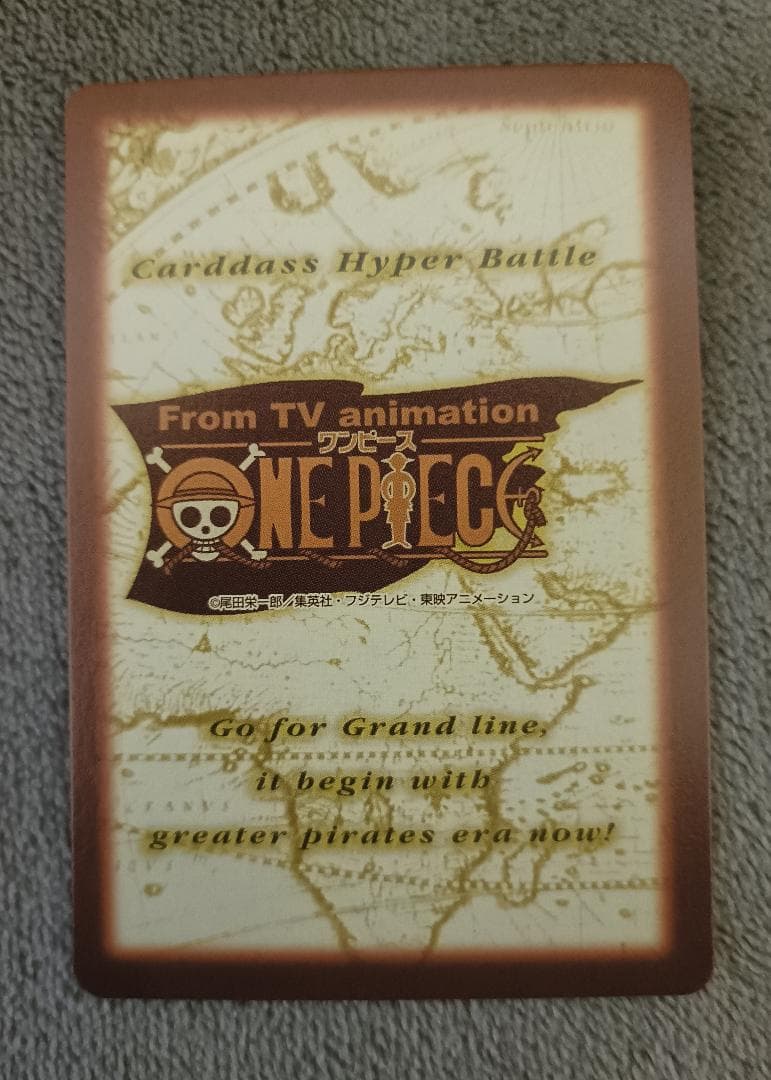 Septentrio
Carddass Hyper Battle
From TV animation
ワンピース
ONE PIECE
©尾田栄一郎／集英社・フジテレビ・東映アニメーション
Go for Grand line,
it begin with
greater pirates era now!